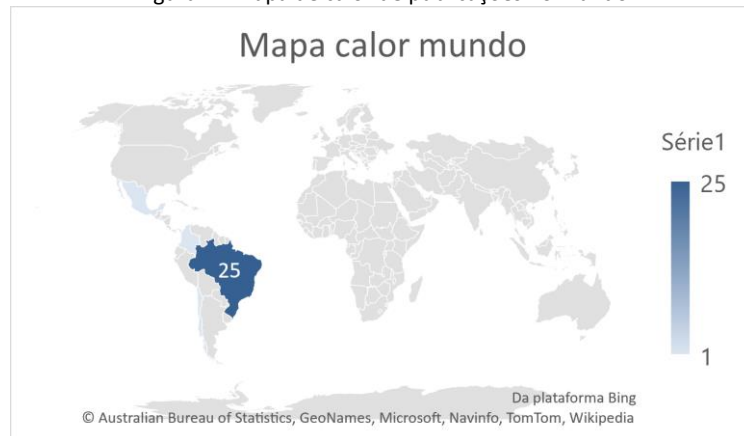 Mapa calor mundo
Série1
25
1
25
Da plataforma Bing
© Australian Bureau of Statistics, GeoNames, Microsoft, Navinfo, TomTom, Wikipedia